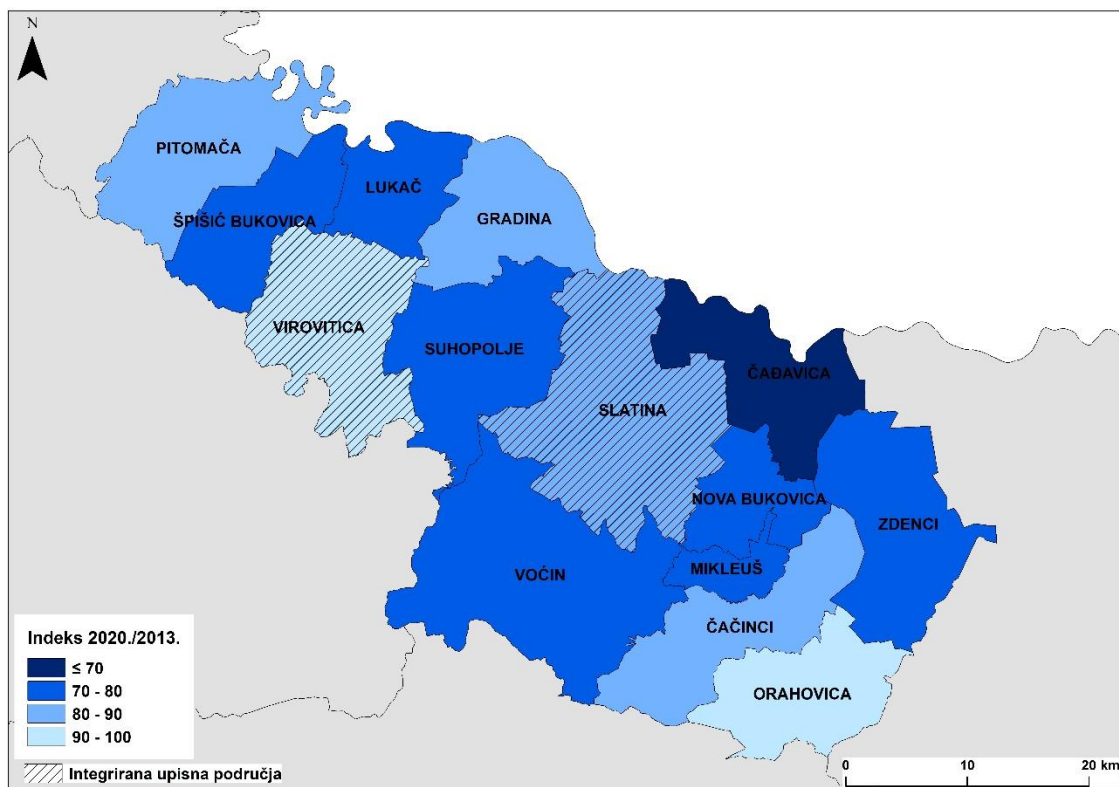 N
PITOMAČA
LUKAČ
ŠPIŠIĆ BUKOVICA
GRADINA
VIROVITICA
SUHOPOLJE
ČAĐAVICA
SLATINA
NOVA BUKOVICA
ZDENCI
VOĆIN
MIKLEUŠ
ČAČINCI
ORAHOVICA
Indeks 2020./2013.
≤ 70
70 - 80
80 - 90
90 - 100
Integrirana upisna područja
0 10 20 km